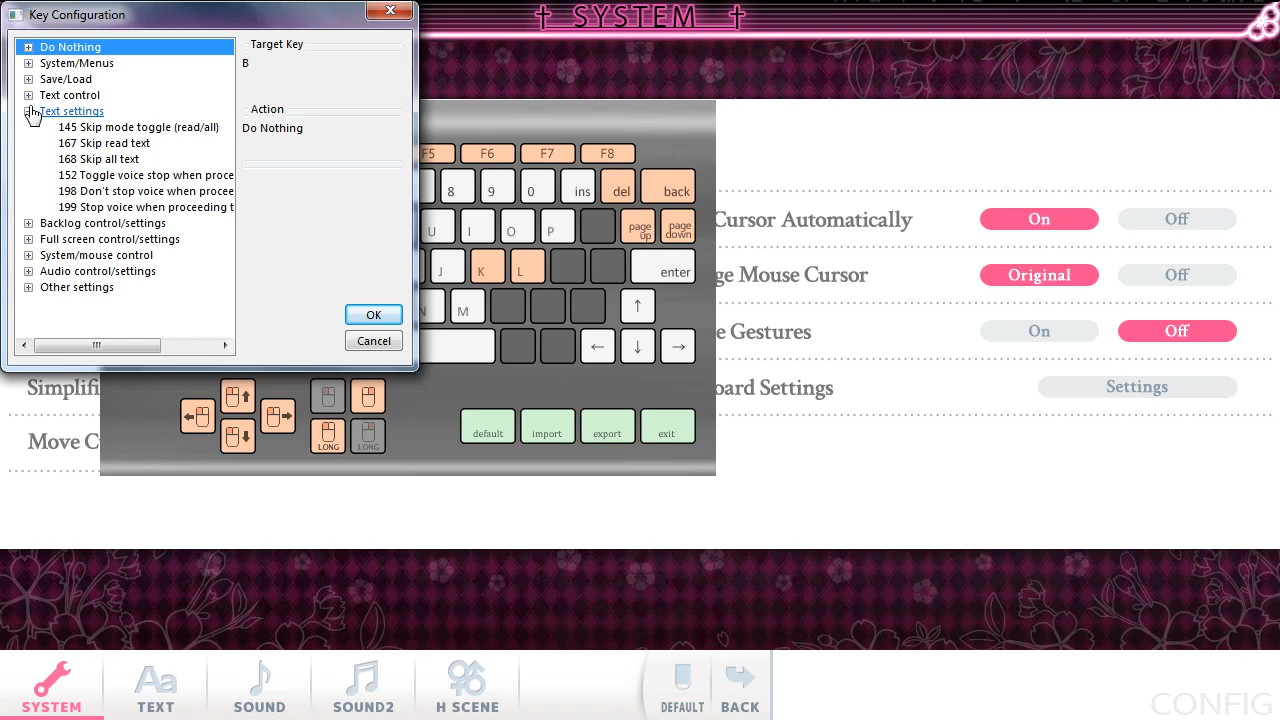 † SYSTEM †
Key Configuration
Do Nothing
System/Menus
Save/Load
Text control
Text settings
145 Skip mode toggle (read/all)
167 Skip read text
168 Skip all text
152 Toggle voice stop when proce
198 Don't stop voice when procee
199 Stop voice when proceeding t
Backlog control/settings
Full screen control/settings
System/mouse control
Audio control/settings
Other settings
Target Key
B
Action
Do Nothing
OK
Cancel
F5 F6 F7 F8
8 9 0 ins del back
U I O P page up page down
J K L enter
N M ↑
← ↓ →
LONG LONG
default import export exit
Cursor Automatically On Off
ge Mouse Cursor Original Off
e Gestures On Off
Simplifi
oard Settings Settings
Move C
SYSTEM TEXT SOUND SOUND2 H SCENE DEFAULT BACK
Aa
CONFIG